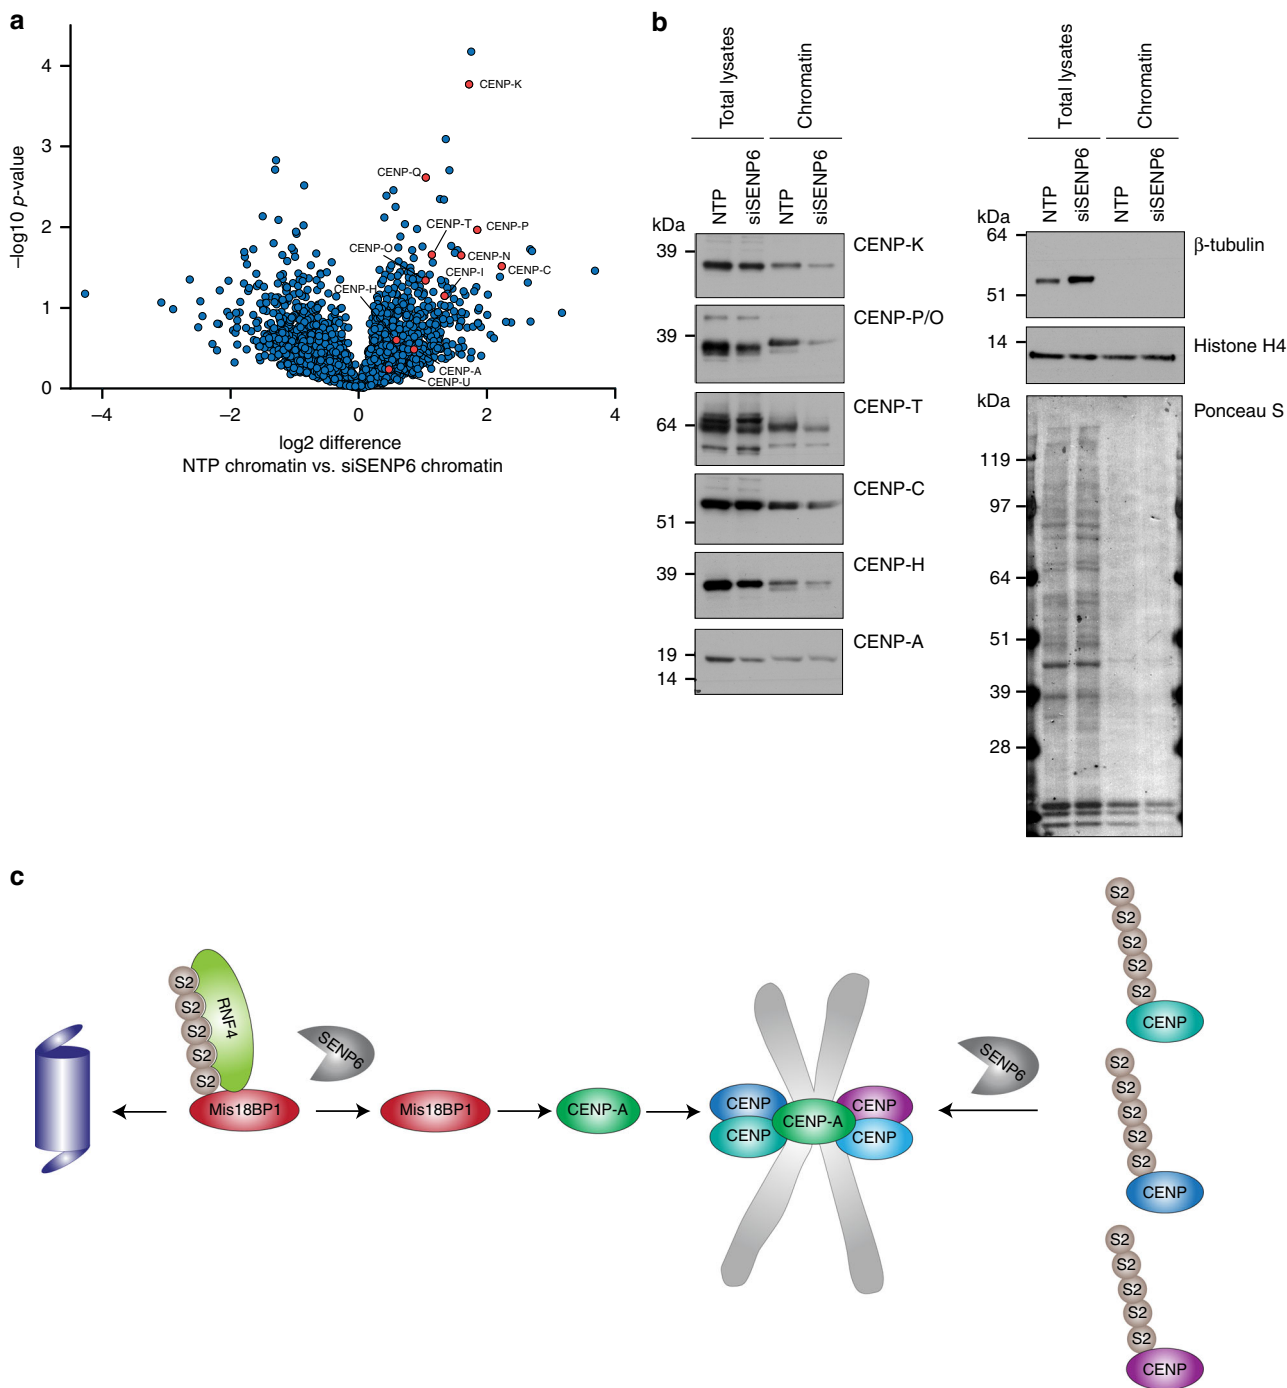 a
4
3
2
1
0
–log10 p-value
–4
–2
0
2
4
log2 difference
NTP chromatin vs. siSENP6 chromatin
CENP-K
CENP-Q
CENP-T
CENP-P
CENP-O
CENP-N
CENP-I
CENP-C
CENP-H
CENP-A
CENP-U
b
Total lysates
Chromatin
NTP
siSENP6
NTP
siSENP6
kDa
39
CENP-K
39
CENP-P/O
64
CENP-T
51
CENP-C
39
CENP-H
19
14
CENP-A
Total lysates
Chromatin
NTP
siSENP6
NTP
siSENP6
kDa
64
51
β-tubulin
14
Histone H4
kDa
Ponceau S
119
97
64
51
39
28
c
S2
S2
S2
S2
S2
RNF4
Mis18BP1
SENP6
Mis18BP1
CENP-A
CENP
CENP
CENP-A
CENP
CENP
SENP6
S2
S2
S2
S2
S2
CENP
S2
S2
S2
S2
S2
CENP
S2
S2
S2
S2
S2
CENP